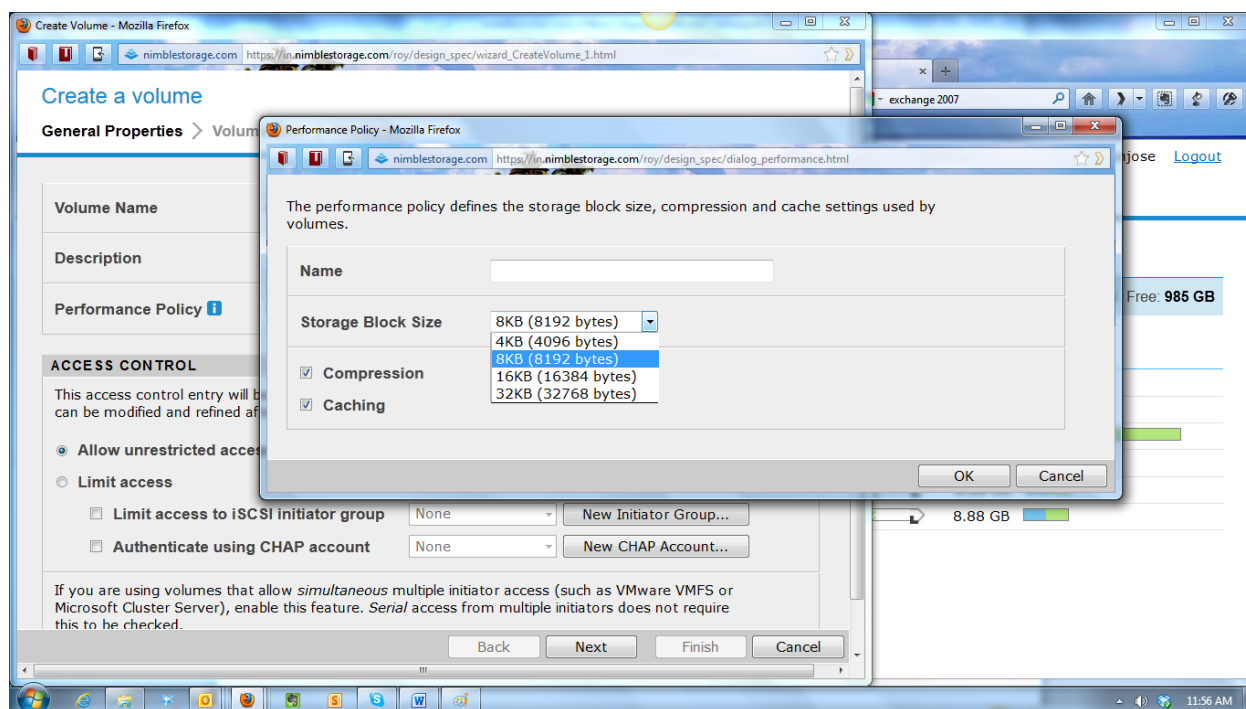 Create Volume - Mozilla Firefox
nimblestorage.com https://in.nimblestorage.com/roy/design_spec/wizard_CreateVolume_1.html
Create a volume
General Properties > Volum
Volume Name
Description
Performance Policy
ACCESS CONTROL
This access control entry will b
can be modified and refined af
Allow unrestricted acces
Limit access
Limit access to iSCSI initiator group None New Initiator Group...
Authenticate using CHAP account None New CHAP Account...
If you are using volumes that allow simultaneous multiple initiator access (such as VMware VMFS or
Microsoft Cluster Server), enable this feature. Serial access from multiple initiators does not require
this to be checked.
Back Next Finish Cancel
Performance Policy - Mozilla Firefox
nimblestorage.com https://in.nimblestorage.com/roy/design_spec/dialog_performance.html
The performance policy defines the storage block size, compression and cache settings used by
volumes.
Name
Storage Block Size 8KB (8192 bytes)
4KB (4096 bytes)
8KB (8192 bytes)
16KB (16384 bytes)
32KB (32768 bytes)
Compression
Caching
OK Cancel
exchange 2007
jose Logout
Free: 985 GB
8.88 GB
11:56 AM